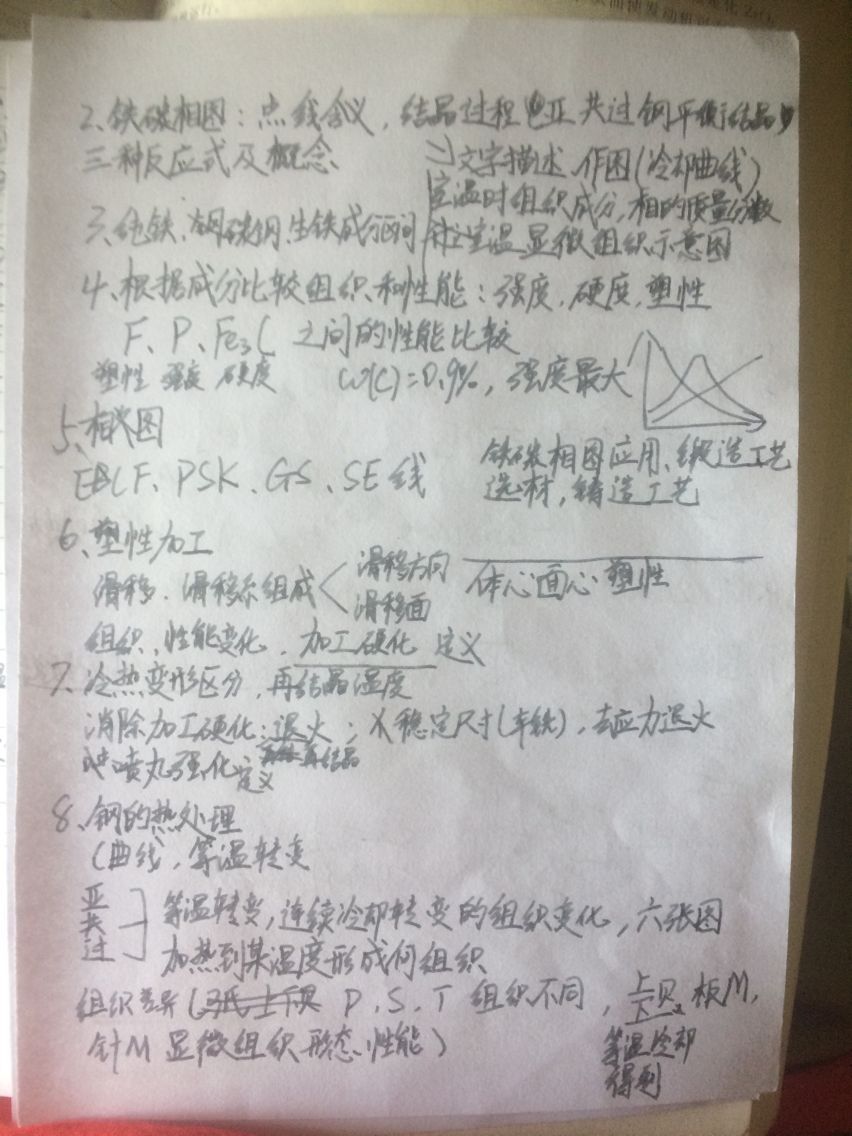 2、铁碳相图：点线含义，结晶过程（亚共过钢平衡结晶）
三种反应式及概念
文字描述、作图（冷却曲线）
室温时组织成分，相的质量分数
室温显微组织示意图
3、纯铁、钢碳钢、生铁成分区间
4、根据成分比较组织和性能：强度，硬度，塑性
F、P、Fe3C 之间的性能比较
塑性 强度 硬度 W(C)=0.9%，强度最大
5、相图
EBCF、PSK、GS、SE线
铁碳相图应用、锻造工艺
选材，铸造工艺
6、塑性加工
滑移、滑移系组成
滑移方向
滑移面
体心面心 塑性
组织、性能变化，加工硬化 定义
7、冷热变形区分，再结晶温度
消除加工硬化：退火； 稳定尺寸（车铁），去应力退火
再结晶
喷丸强化定义
8、钢的热处理
C曲线，等温转变
亚共过
等温转变，连续冷却转变的组织变化，六张图
加热到某温度形成何组织
组织差异（ P、S、T 组织不同，上贝 下贝、板M，
针M 显微组织形态、性能）
等温冷却
得到